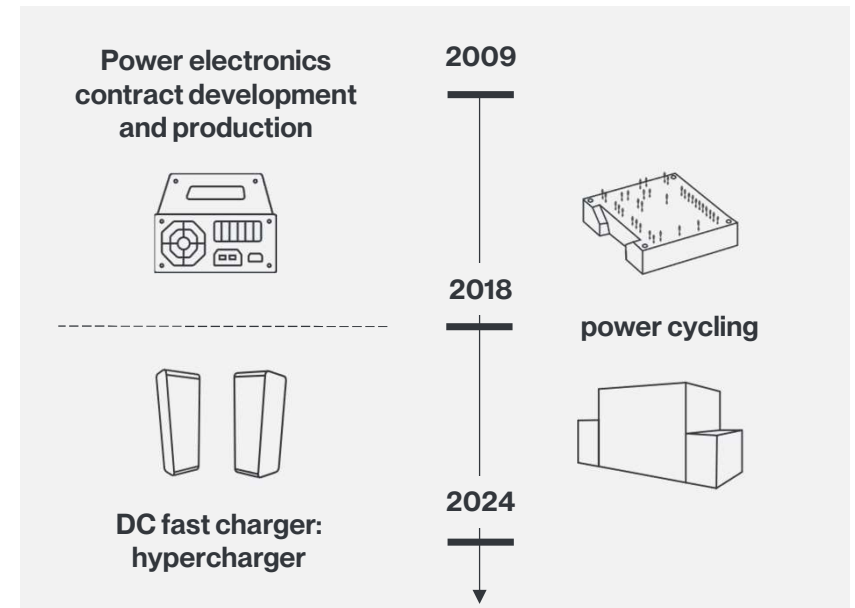 Power electronics
contract development
and production
2009
2018
power cycling
2024
DC fast charger:
hypercharger